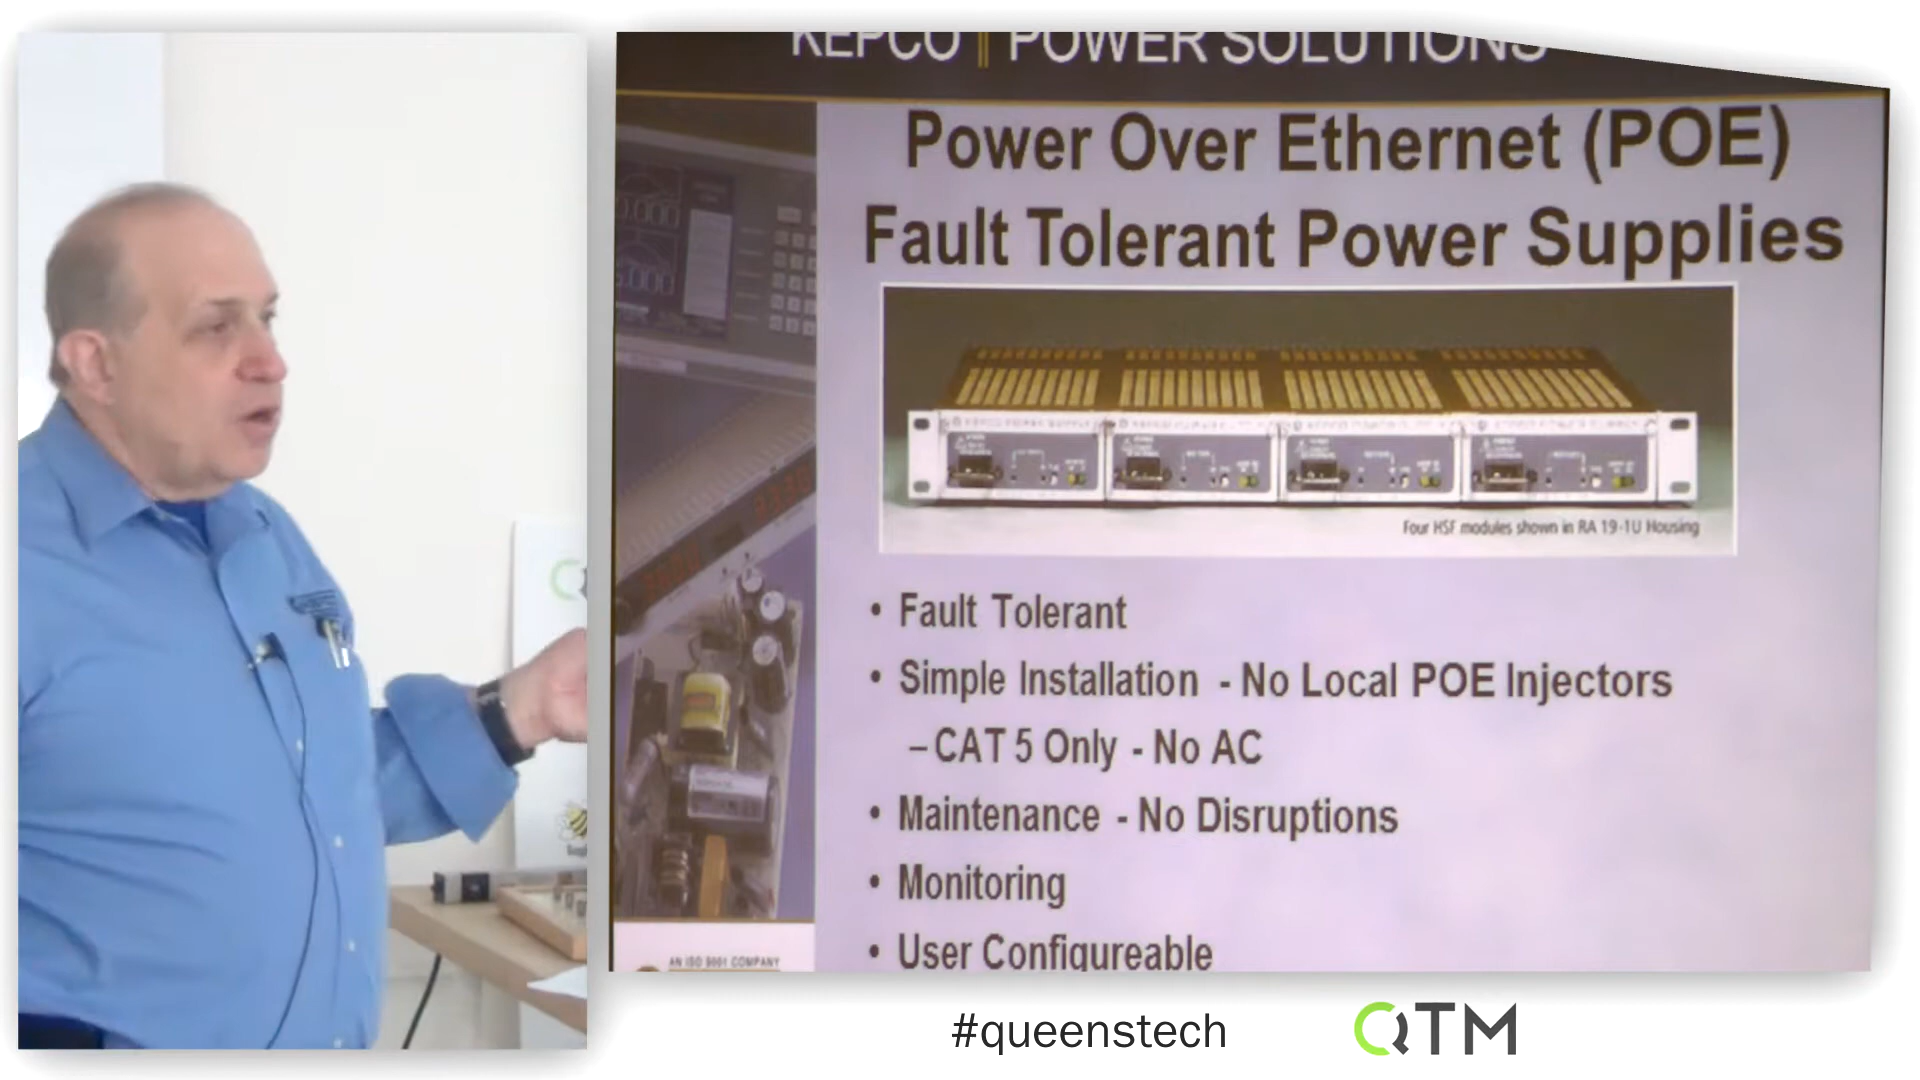 KEPCO POWER SOLUTIONS
Power Over Ethernet (POE)
Fault Tolerant Power Supplies
Four HSF modules shown in RA 19-1U Housing
• Fault Tolerant
• Simple Installation - No Local POE Injectors
– CAT 5 Only - No AC
• Maintenance - No Disruptions
• Monitoring
• User Configureable
AN ISO 9001 COMPANY
#queenstech
QTM